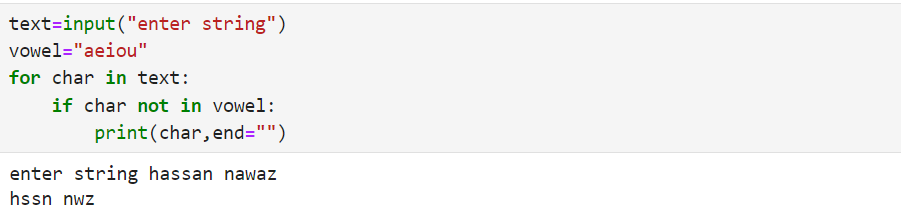 text=input("enter string")
vowel="aeiou"
for char in text:
    if char not in vowel:
        print(char,end="")
enter string hassan nawaz
hssn nwz